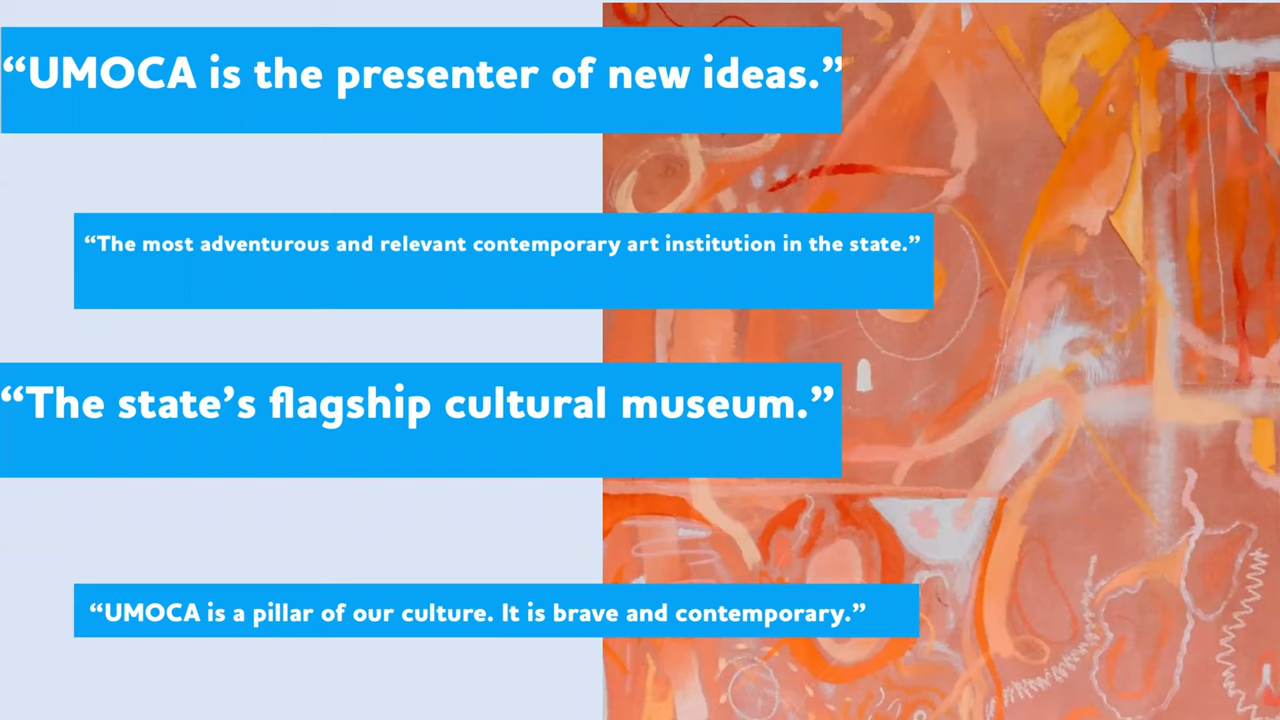 “UMOCA is the presenter of new ideas.”
“The most adventurous and relevant contemporary art institution in the state.”
“The state’s flagship cultural museum.”
“UMOCA is a pillar of our culture. It is brave and contemporary.”